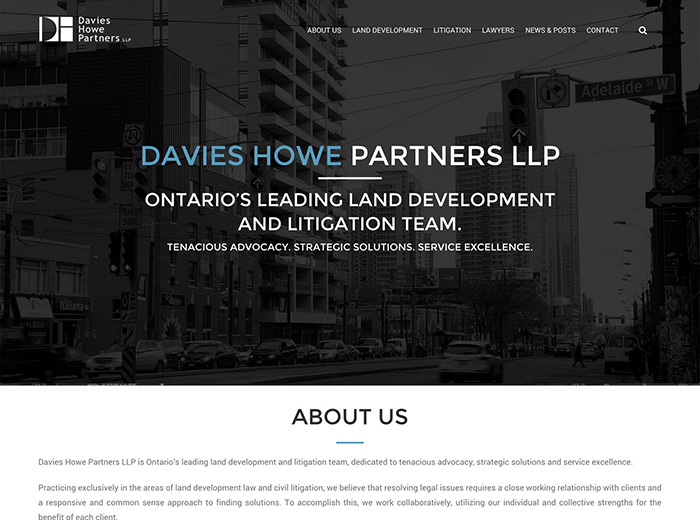 Davies
Howe
Partners LLP
ABOUT US LAND DEVELOPMENT LITIGATION LAWYERS NEWS & POSTS CONTACT
Adelaide St W
DAVIES HOWE PARTNERS LLP
ONTARIO'S LEADING LAND DEVELOPMENT
AND LITIGATION TEAM.
TENACIOUS ADVOCACY. STRATEGIC SOLUTIONS. SERVICE EXCELLENCE.
ABOUT US
Davies Howe Partners LLP is Ontario's leading land development and litigation team, dedicated to tenacious advocacy, strategic solutions and service excellence.
Practicing exclusively in the areas of land development law and civil litigation, we believe that resolving legal issues requires a close working relationship with clients and
a responsive and common sense approach to finding solutions. To accomplish this, we work collaboratively, utilizing our individual and collective strengths for the
benefit of each client.